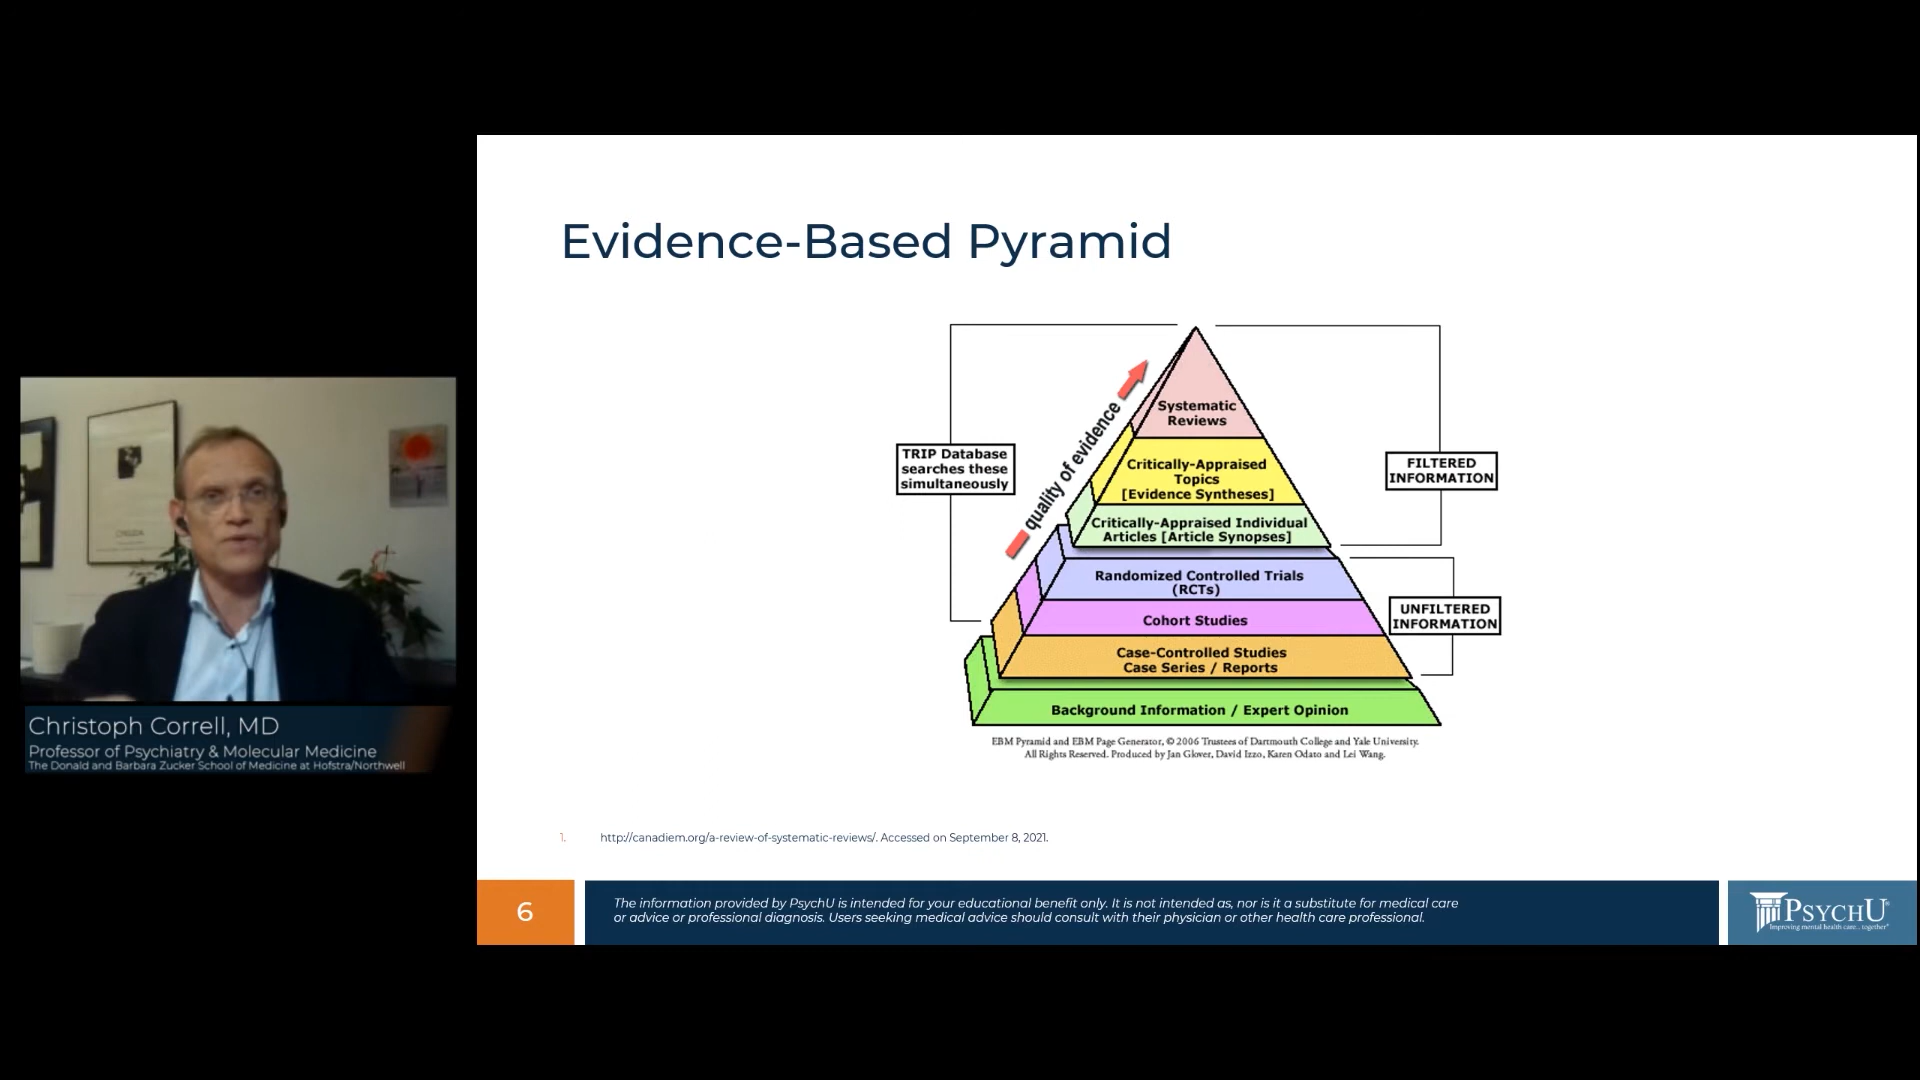 Evidence-Based Pyramid
TRIP Database
searches these
simultaneously
quality of evidence
Systematic
Reviews
Critically-Appraised
Topics
[Evidence Syntheses]
Critically-Appraised Individual
Articles [Article Synopses]
Randomized Controlled Trials
(RCTs)
Cohort Studies
Case-Controlled Studies
Case Series / Reports
Background Information / Expert Opinion
FILTERED
INFORMATION
UNFILTERED
INFORMATION
EBM Pyramid and EBM Page Generator, © 2006 Trustees of Dartmouth College and Yale University.
All Rights Reserved. Produced by Jan Glover, David Izzo, Karen Odato and Lei Wang.
1. http://canadiem.org/a-review-of-systematic-reviews/. Accessed on September 8, 2021.
Christoph Correll, MD
Professor of Psychiatry & Molecular Medicine
The Donald and Barbara Zucker School of Medicine at Hofstra/Northwell
6
The information provided by PsychU is intended for your educational benefit only. It is not intended as, nor is it a substitute for medical care
or advice or professional diagnosis. Users seeking medical advice should consult with their physician or other health care professional.
PSYCHU®
Improving mental health care... together®